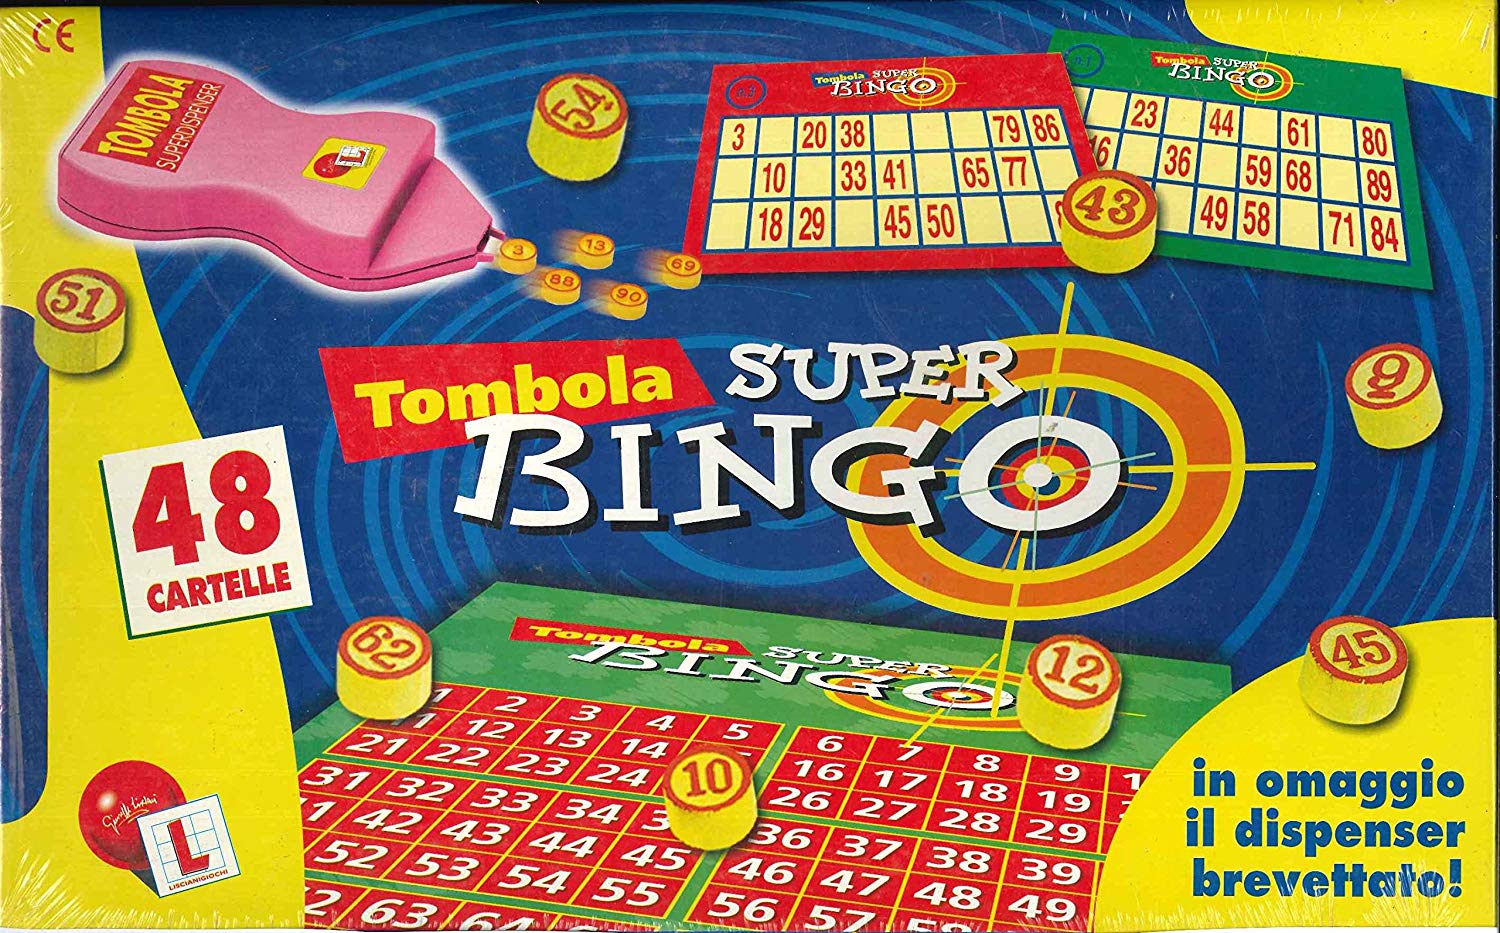 CE
TOMBOLA
SUPERDISPENSER
L
54
3
13
69
88
90
n.3
Tombola SUPER
BINGO
3 20 38 79 86
10 33 41 65 77
18 29 45 50
n.1
Tombola SUPER
BINGO
23 44 61 80
36 59 68 89
49 58 71 84
43
51
9
Tombola SUPER
BINGO
48
CARTELLE
62
12
45
10
Tombola SUPER
BINGO
2 3 4 5 6 7 8 9
12 13 14 16 17 18 19
21 22 23 24 26 27 28 29
31 32 33 34 36 37 38 39
42 43 44 45 46 47 48 49
52 53 54 55 56 57
63
L
LISCIANIGIOCHI
in omaggio
il dispenser
brevettato!